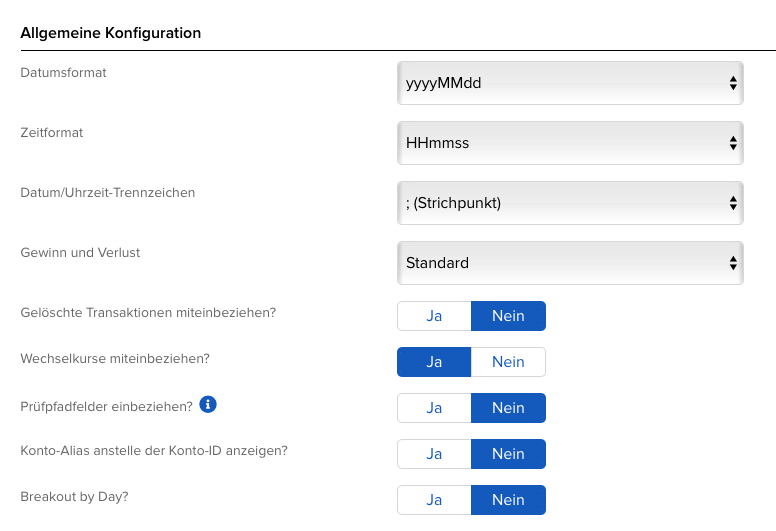 Allgemeine Konfiguration
Datumsformat
yyyyMMdd
Zeitformat
HHmmss
Datum/Uhrzeit-Trennzeichen
; (Strichpunkt)
Gewinn und Verlust
Standard
Gelöschte Transaktionen miteinbeziehen?
Ja Nein
Wechselkurse miteinbeziehen?
Ja Nein
Prüfpfadfelder einbeziehen?
Ja Nein
Konto-Alias anstelle der Konto-ID anzeigen?
Ja Nein
Breakout by Day?
Ja Nein